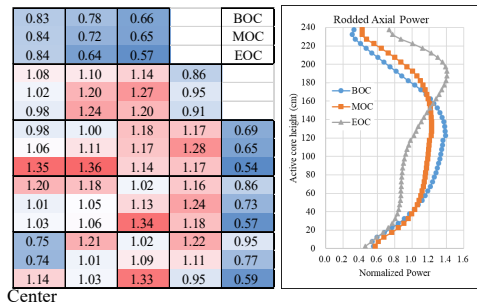 0.83 0.78 0.66 BOC
0.84 0.72 0.65 MOC
0.84 0.64 0.57 EOC
1.08 1.10 1.14 0.86
1.02 1.20 1.27 0.95
0.98 1.24 1.20 0.91
0.98 1.00 1.18 1.17 0.69
1.06 1.11 1.17 1.28 0.65
1.35 1.36 1.14 1.17 0.54
1.20 1.18 1.02 1.16 0.86
1.01 1.05 1.13 1.24 0.73
1.03 1.06 1.34 1.18 0.57
0.75 1.21 1.02 1.22 0.95
0.74 1.01 1.09 1.11 0.77
1.14 1.03 1.33 0.95 0.59
Center
Rodded Axial Power
Active core height (cm)
240
220
200
180
160
140
120
100
80
60
40
20
0
BOC
MOC
EOC
0.0 0.2 0.4 0.6 0.8 1.0 1.2 1.4 1.6
Normalized Power